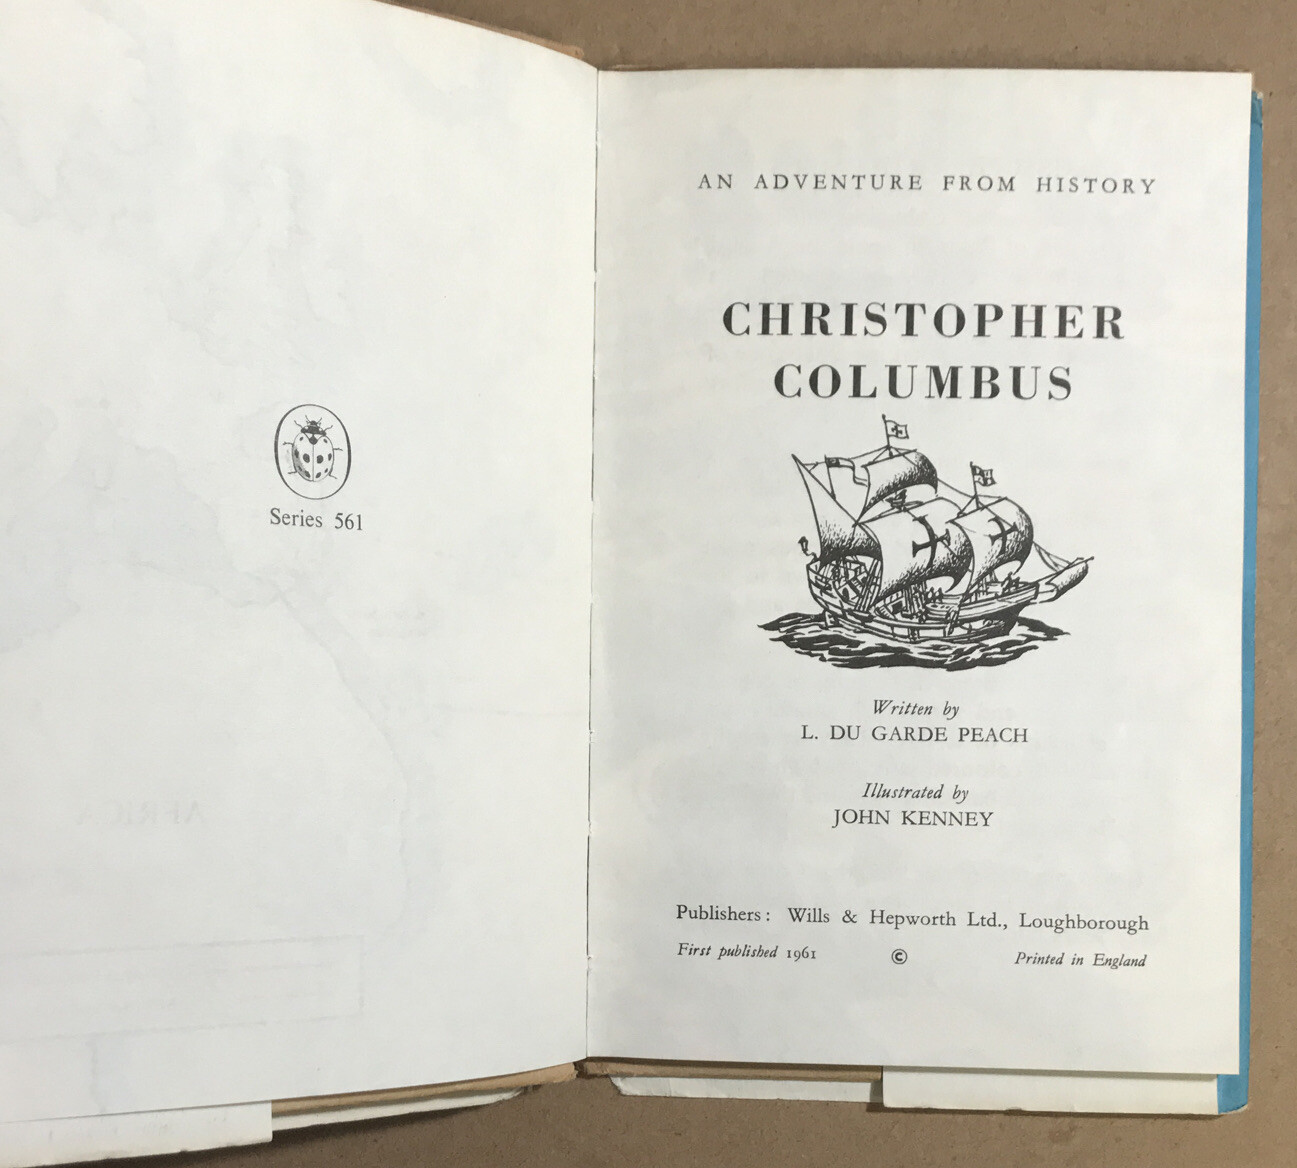 Series 561
AN ADVENTURE FROM HISTORY
CHRISTOPHER
COLUMBUS
Written by
L. DU GARDE PEACH
Illustrated by
JOHN KENNEY
Publishers: Wills & Hepworth Ltd., Loughborough
First published 1961 © Printed in England
AFRICA